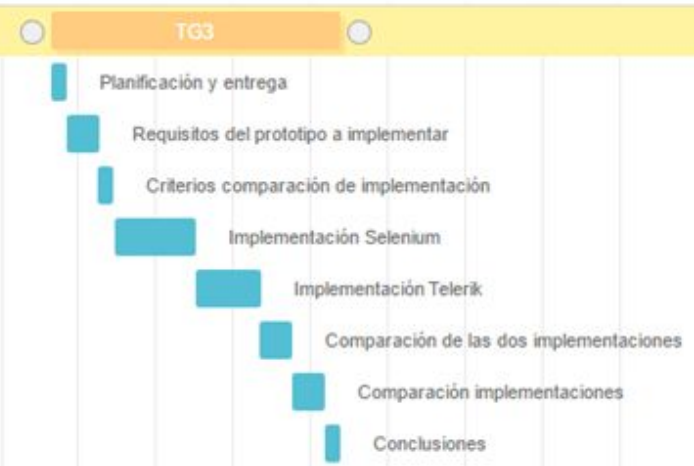 TG3
Planificación y entrega
Requisitos del prototipo a implementar
Criterios comparación de implementación
Implementación Selenium
Implementación Telerik
Comparación de las dos implementaciones
Comparación implementaciones
Conclusiones